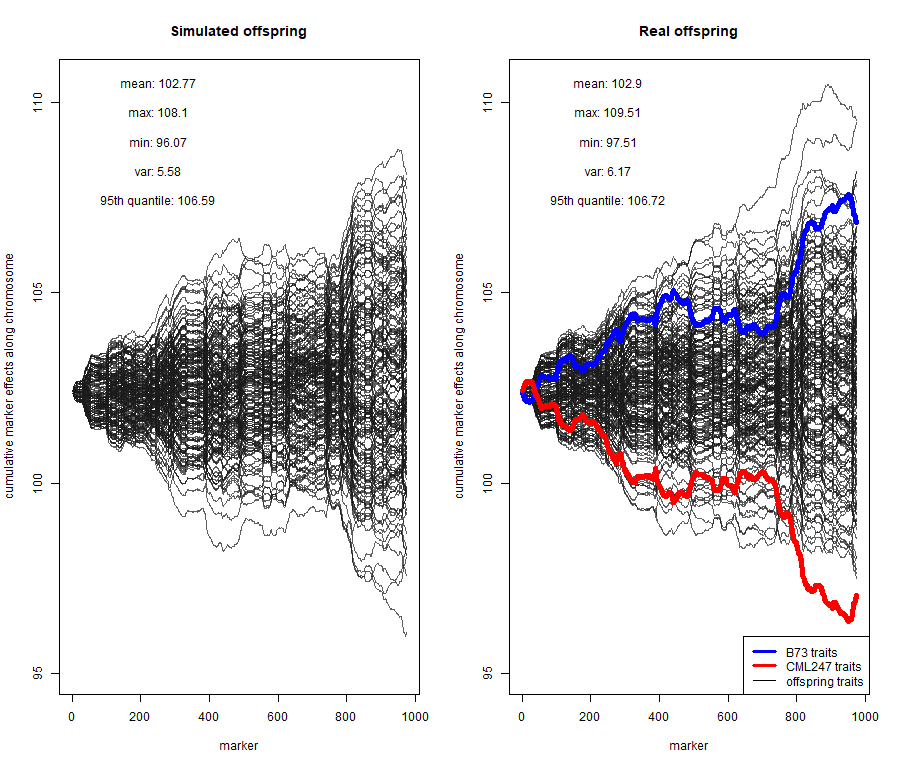 Simulated offspring
mean: 102.77
max: 108.1
min: 96.07
var: 5.58
95th quantile: 106.59
cumulative marker effects along chromosome
95
100
105
110
0
200
400
600
800
1000
marker
Real offspring
mean: 102.9
max: 109.51
min: 97.51
var: 6.17
95th quantile: 106.72
cumulative marker effects along chromosome
95
100
105
110
B73 traits
CML247 traits
offspring traits
0
200
400
600
800
1000
marker